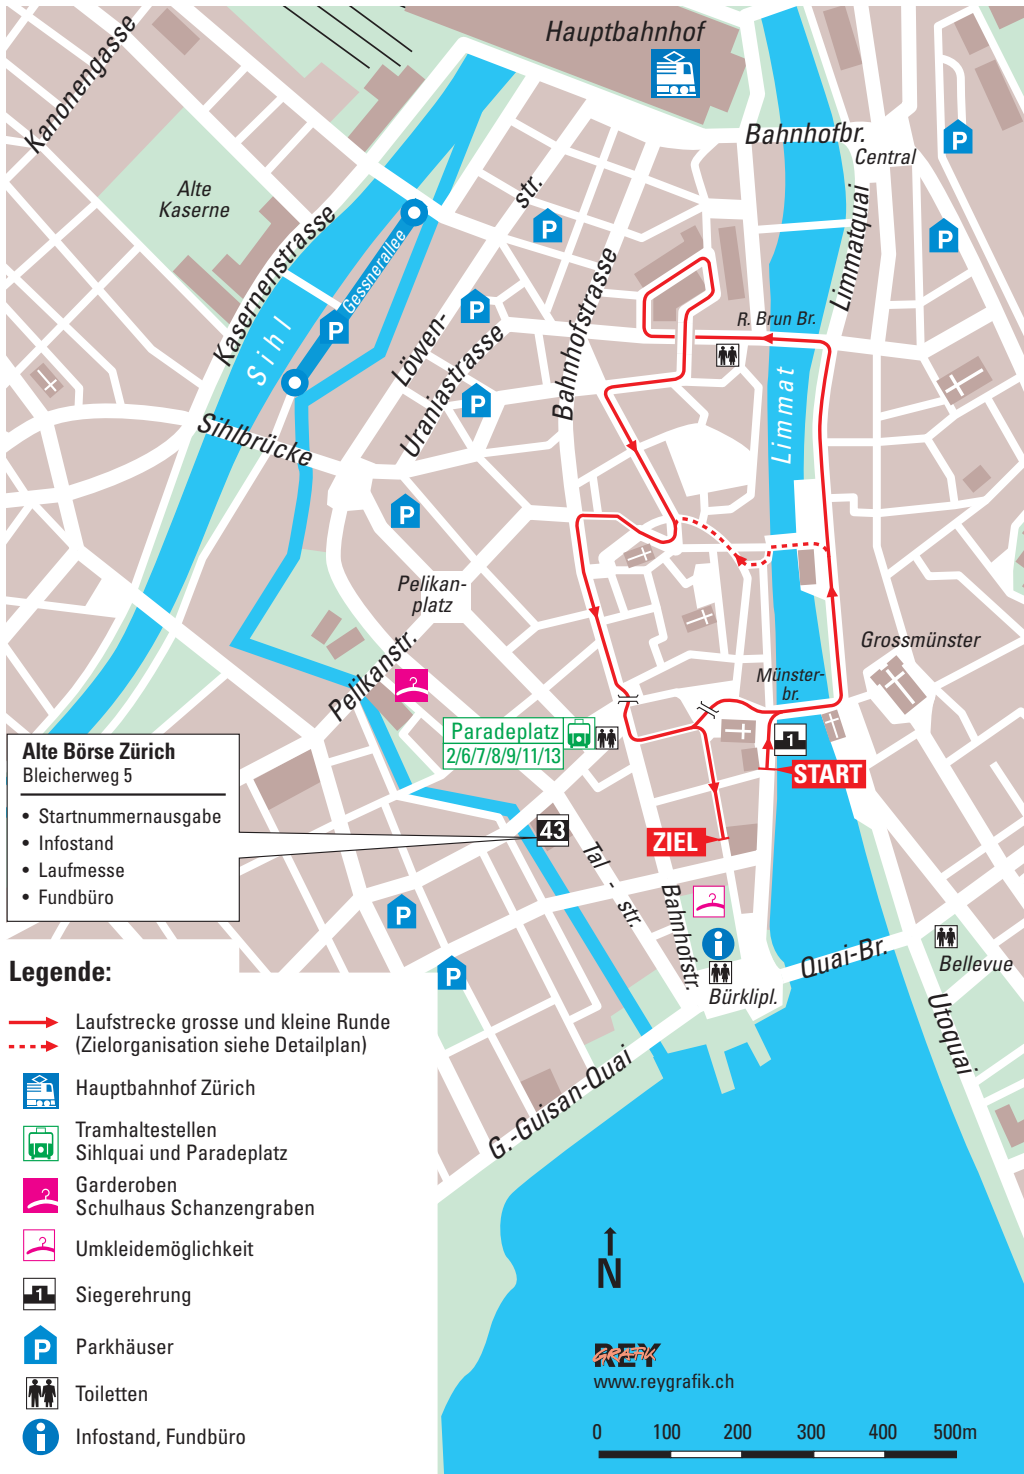 Hauptbahnhof
Kanonengasse
Bahnhofbr.
P
Central
Alte
Kaserne
str.
P
P
Limmatquai
Kasernenstrasse
Gessnerallee
Bahnhofstrasse
P
P
R. Brun Br.
Sihl
Löwen-
Uraniastrasse
Limmat
P
Sihlbrücke
P
Pelikan-
platz
Pelikanstr.
Grossmünster
Münster-
br.
Paradeplatz
2/6/7/8/9/11/13
1
START
Alte Börse Zürich
Bleicherweg 5
• Startnummernausgabe
• Infostand
• Laufmesse
• Fundbüro
43
ZIEL
Tal - str.
Bahnhofstr.
P
i
Quai-Br.
Bellevue
P
Bürklipl.
Utoquai
G.-Guisan-Quai
Legende:
Laufstrecke grosse und kleine Runde
(Zielorganisation siehe Detailplan)
Hauptbahnhof Zürich
Tramhaltestellen
Sihlquai und Paradeplatz
Garderoben
Schulhaus Schanzengraben
Umkleidemöglichkeit
1
Siegerehrung
P
Parkhäuser
Toiletten
i
Infostand, Fundbüro
N
REY
GRAFIK
www.reygrafik.ch
0 100 200 300 400 500m